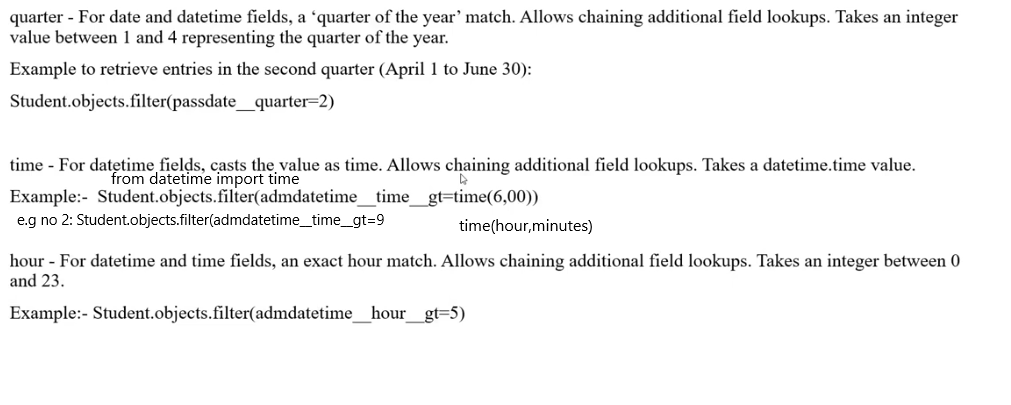 quarter - For date and datetime fields, a ‘quarter of the year’ match. Allows chaining additional field lookups. Takes an integer
value between 1 and 4 representing the quarter of the year.
Example to retrieve entries in the second quarter (April 1 to June 30):
Student.objects.filter(passdate__quarter=2)
time - For datetime fields, casts the value as time. Allows chaining additional field lookups. Takes a datetime.time value.
from datetime import time
Example:- Student.objects.filter(admdatetime__time__gt=time(6,00))
e.g no 2: Student.objects.filter(admdatetime__time__gt=9
time(hour,minutes)
hour - For datetime and time fields, an exact hour match. Allows chaining additional field lookups. Takes an integer between 0
and 23.
Example:- Student.objects.filter(admdatetime__hour__gt=5)